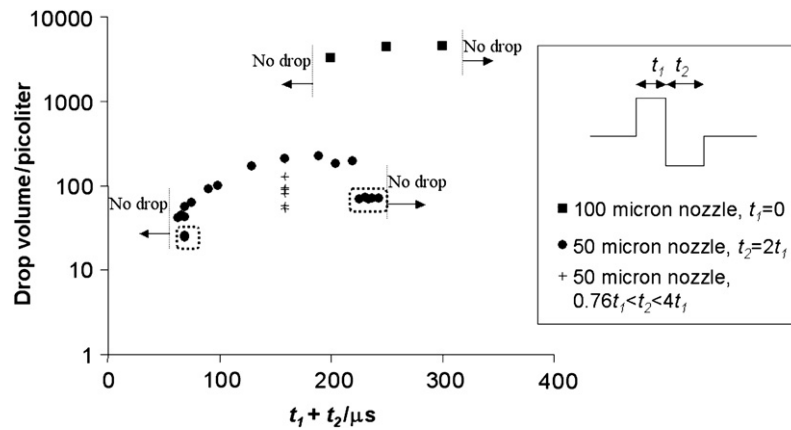 10000
1000
100
10
1
Drop volume/picoliter
No drop
No drop
No drop
No drop
0
100
200
300
400
t₁ + t₂/μs
t₁ t₂
100 micron nozzle, t₁=0
50 micron nozzle, t₂=2t₁
50 micron nozzle,
0.76t₁<t₂<4t₁